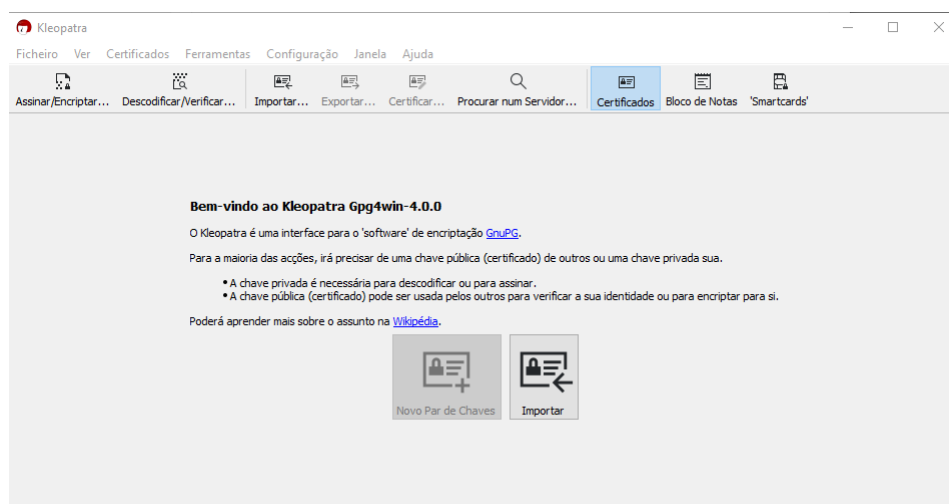 Kleopatra
Ficheiro Ver Certificados Ferramentas Configuração Janela Ajuda
Assinar/Encriptar... Descodificar/Verificar... Importar... Exportar... Certificar... Procurar num Servidor... Certificados Bloco de Notas 'Smartcards'
Bem-vindo ao Kleopatra Gpg4win-4.0.0
O Kleopatra é uma interface para o 'software' de encriptação GnuPG.
Para a maioria das acções, irá precisar de uma chave pública (certificado) de outros ou uma chave privada sua.
• A chave privada é necessária para descodificar ou para assinar.
• A chave pública (certificado) pode ser usada pelos outros para verificar a sua identidade ou para encriptar para si.
Poderá aprender mais sobre o assunto na Wikipédia.
Novo Par de Chaves Importar